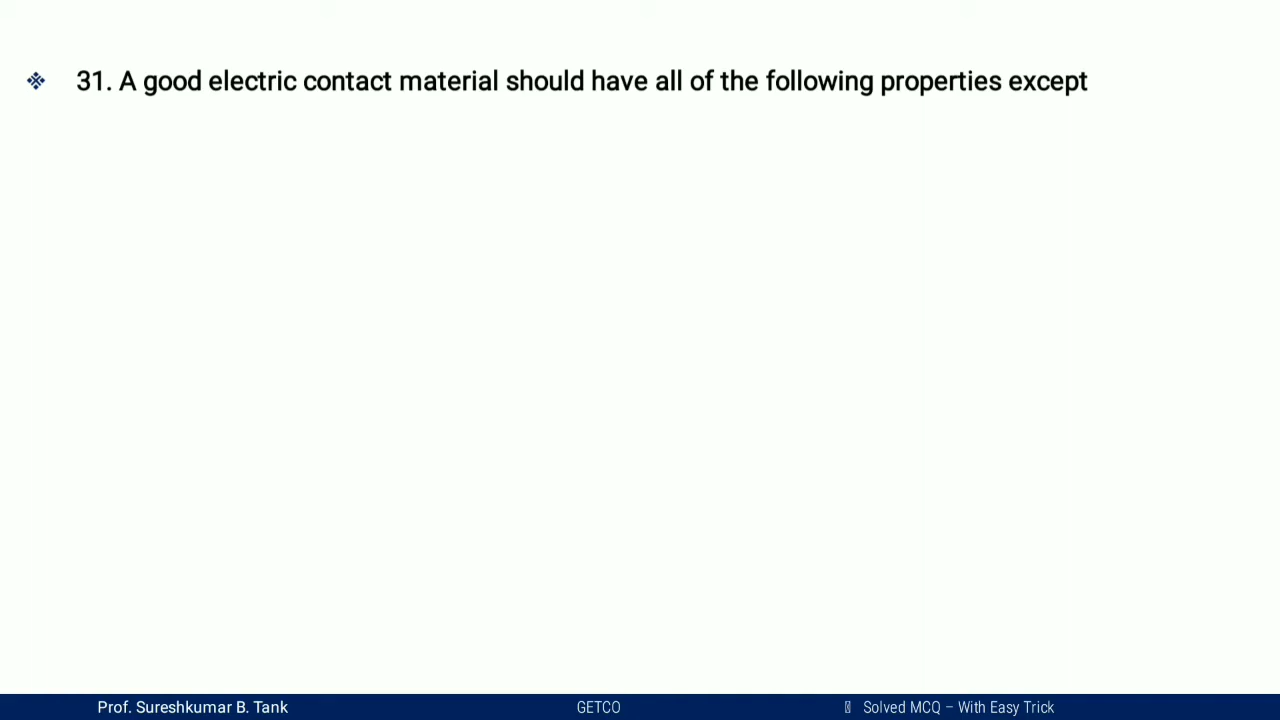 ❖ 31. A good electric contact material should have all of the following properties except
Prof. Sureshkumar B. Tank GETCO Solved MCQ – With Easy Trick